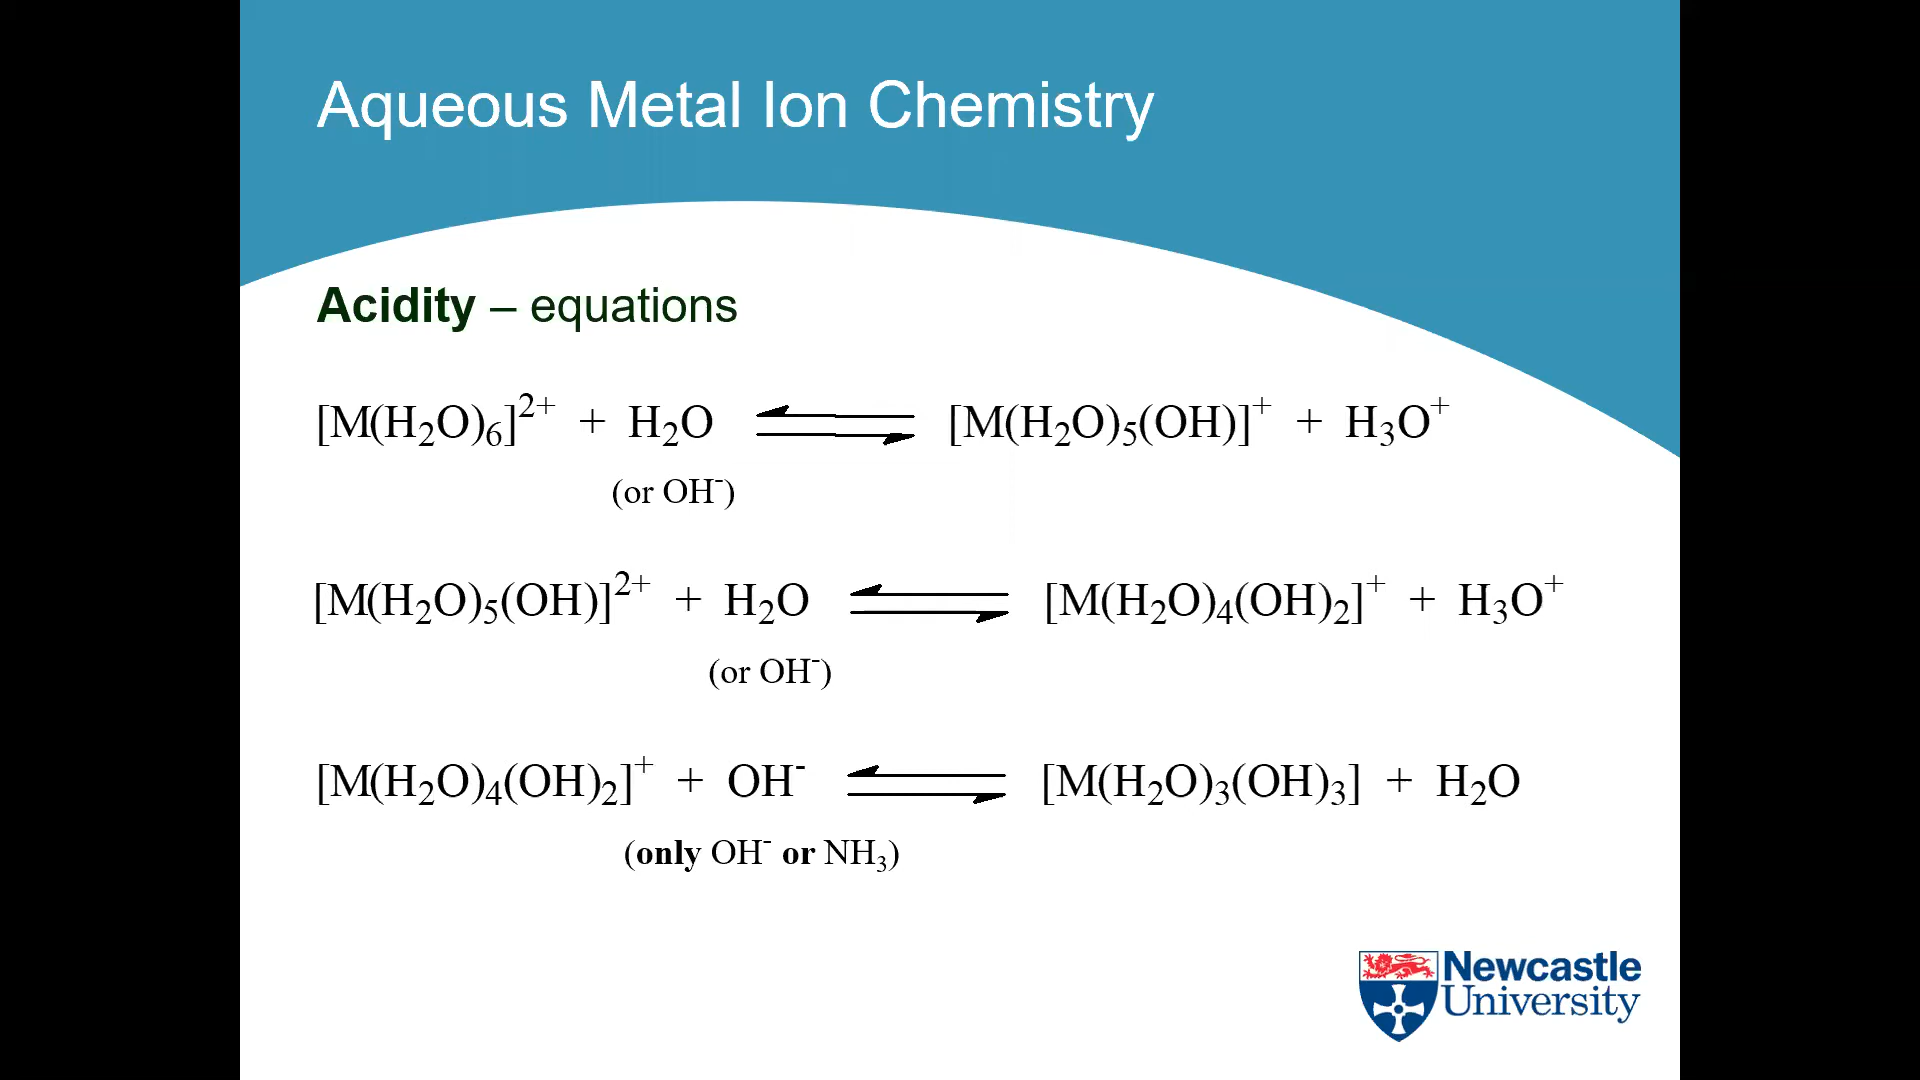 Aqueous Metal Ion Chemistry
Acidity – equations
[M(H₂O)₆]²⁺ + H₂O ⇌ [M(H₂O)₅(OH)]⁺ + H₃O⁺
(or OH⁻)
[M(H₂O)₅(OH)]²⁺ + H₂O ⇌ [M(H₂O)₄(OH)₂]⁺ + H₃O⁺
(or OH⁻)
[M(H₂O)₄(OH)₂]⁺ + OH⁻ ⇌ [M(H₂O)₃(OH)₃] + H₂O
(only OH⁻ or NH₃)
Newcastle
University